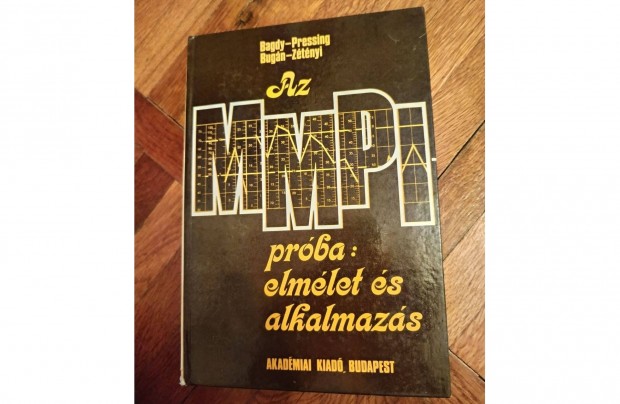 Bagdy–Pressing
Bugán–Zétényi
Az
MMPI
próba:
elmélet és
alkalmazás
AKADÉMIAI KIADÓ, BUDAPEST